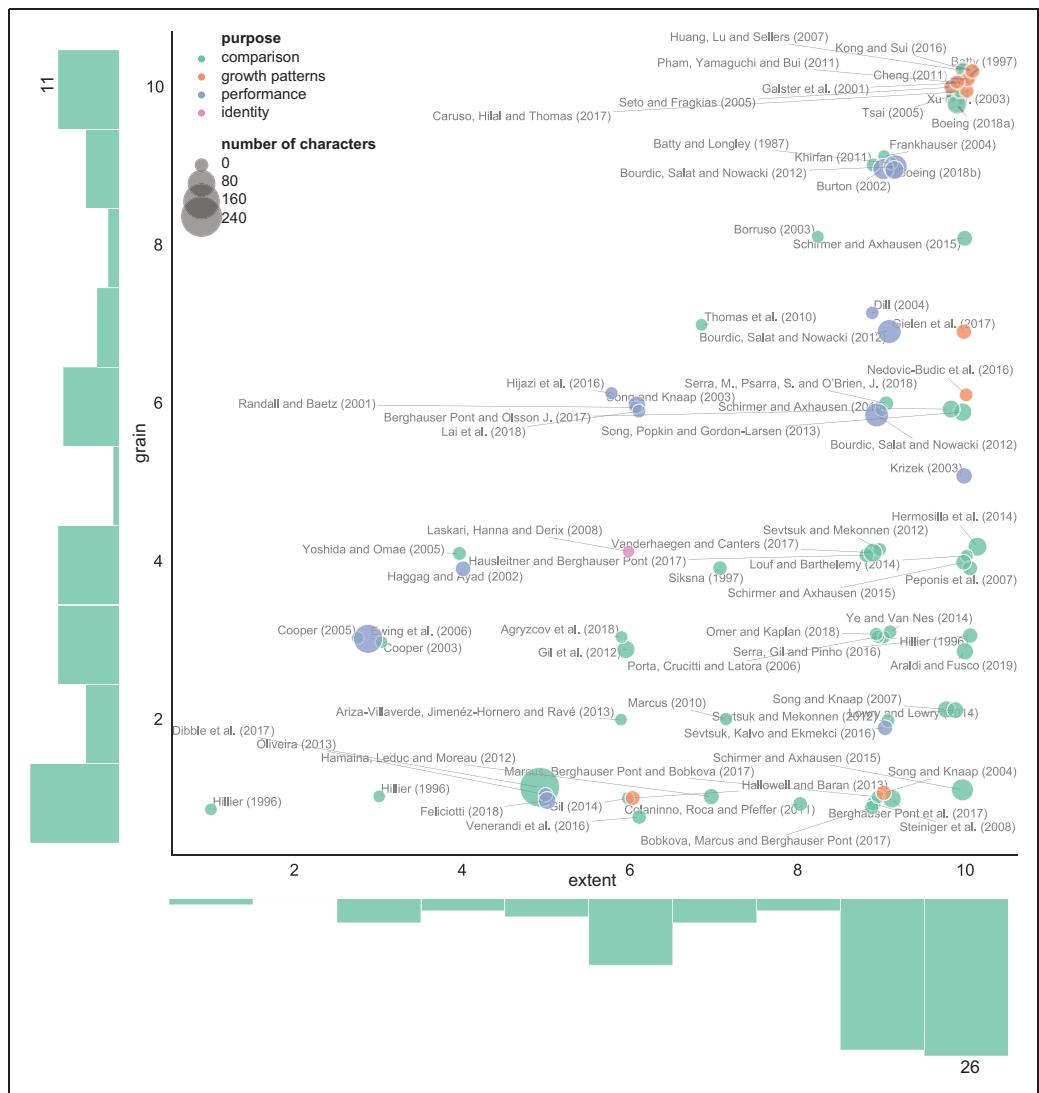 purpose
comparison
growth patterns
performance
identity
number of characters
0
80
160
240
11
10
8
6
4
2
grain
Huang, Lu and Sellers (2007)
Kong and Sui (2016)
Pham, Yamaguchi and Bui (2011)
Batty (1997)
Cheng (2011)
Galster et al. (2001)
Seto and Fragkias (2005)
Xu (2003)
Caruso, Hilal and Thomas (2017)
Tsai (2005)
Boeing (2018a)
Batty and Longley (1987)
Frankhauser (2004)
Khirfan (2011)
Bourdic, Salat and Nowacki (2012)
Boeing (2018b)
Burton (2002)
Borruso (2003)
Schirmer and Axhausen (2015)
Dill (2004)
Thomas et al. (2010)
Gielen et al. (2017)
Bourdic, Salat and Nowacki (2012)
Nedovic-Budic et al. (2016)
Hijazi et al. (2016)
Serra, M., Psarra, S. and O'Brien, J. (2018)
Song and Knaap (2003)
Randall and Baetz (2001)
Schirmer and Axhausen
Berghauser Pont and Olsson J. (2017)
Lai et al. (2018)
Song, Popkin and Gordon-Larsen (2013)
Bourdic, Salat and Nowacki (2012)
Krizek (2003)
Hermosilla et al. (2014)
Laskari, Hanna and Derix (2008)
Sevtsuk and Mekonnen (2012)
Vanderhaegen and Canters (2017)
Yoshida and Omae (2005)
Hausleitner and Berghauser Pont (2017)
Louf and Barthelemy (2014)
Haggag and Ayad (2002)
Siksna (1997)
Peponis et al. (2007)
Schirmer and Axhausen (2015)
Ye and Van Nes (2014)
Cooper (2005)
Ewing et al. (2006)
Agryzcov et al. (2018)
Omer and Kaplan (2018)
Cooper (2003)
Hillier (1996)
Gil et al. (2012)
Serra, Gil and Pinho (2016)
Porta, Crucitti and Latora (2006)
Araldi and Fusco (2019)
Song and Knaap (2007)
Marcus (2010)
Ariza-Villaverde, Jimenéz-Hornero and Ravé (2013)
Sevtsuk and Mekonnen (2012)
Lowry and Lowry (2014)
Dibble et al. (2017)
Sevtsuk, Kalvo and Ekmekci (2016)
Oliveira (2013)
Hamaina, Leduc and Moreau (2012)
Schirmer and Axhausen (2015)
Marcus, Berghauser Pont and Bobkova (2017)
Song and Knaap (2004)
Hallowell and Baran (2013)
Hillier (1996)
Hillier (1996)
Feliciotti (2018)
Gil (2014)
Colaninno, Roca and Pfeffer (2011)
Berghauser Pont et al. (2017)
Venerandi et al. (2016)
Steiniger et al. (2008)
Bobkova, Marcus and Berghauser Pont (2017)
2
4
6
8
10
extent
26